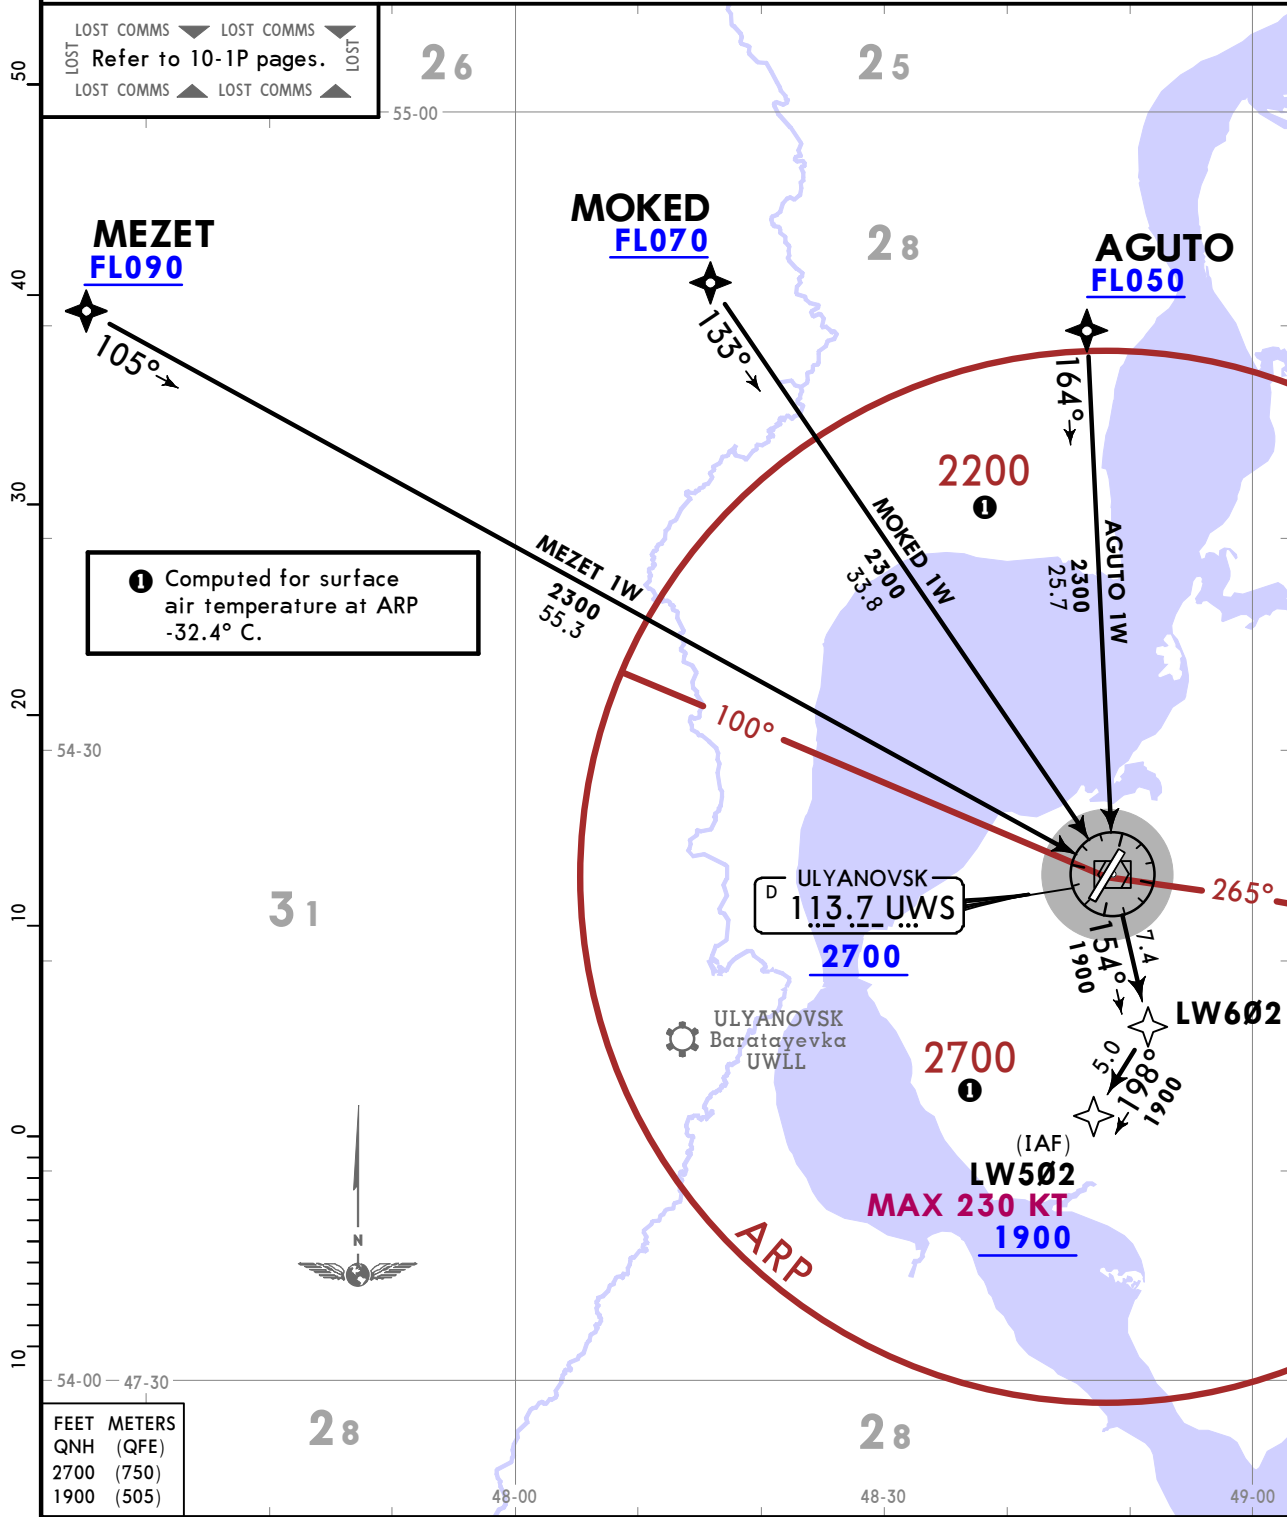 LOST COMMS LOST COMMS
LOST
Refer to 10-1P pages.
LOST
LOST COMMS LOST COMMS
26
25
50
55-00
MEZET
FL090
MOKED
FL070
28
AGUTO
FL050
40
105°
133°
164°
2200
1
30
MOKED 1W
2300
33.8
AGUTO 1W
2300
25.7
MEZET 1W
2300
55.3
1 Computed for surface
air temperature at ARP
-32.4° C.
20
100°
54-30
ULYANOVSK
D 113.7 UWS
2700
265°
31
10
154°
1900
7.4
LW6Ø2
ULYANOVSK
Baratayevka
UWLL
2700
1
5.0
198°
1900
0
(IAF)
LW5Ø2
MAX 230 KT
1900
ARP
N
10
54-00 47-30
FEET METERS
QNH (QFE)
2700 (750)
1900 (505)
28
28
48-00
48-30
49-00